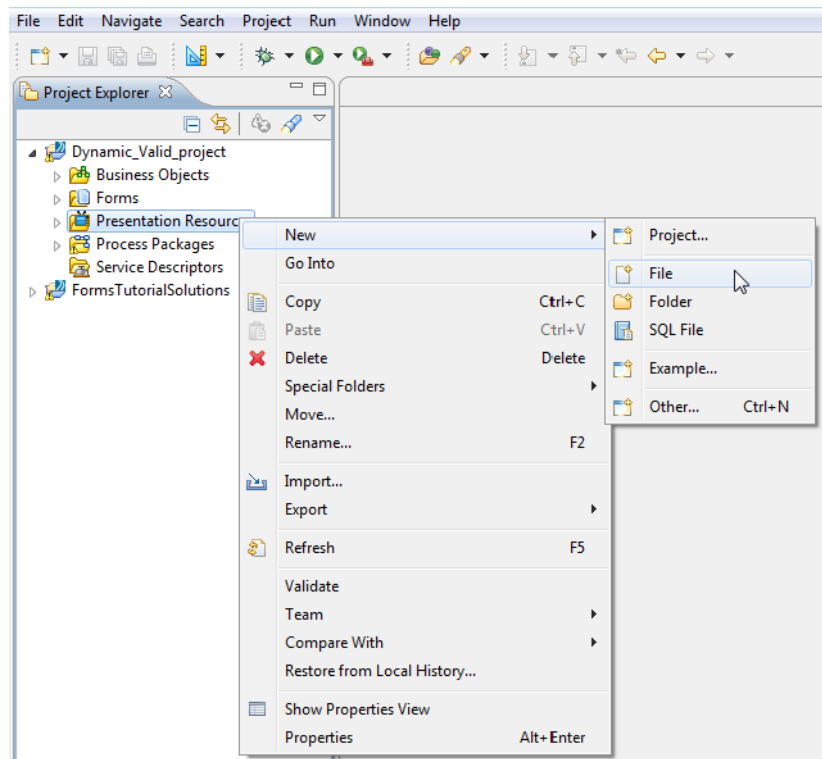 File Edit Navigate Search Project Run Window Help
Project Explorer
Dynamic_Valid_project
Business Objects
Forms
Presentation Resourc
Process Packages
Service Descriptors
FormsTutorialSolutions
New
Go Into
Copy Ctrl+C
Paste Ctrl+V
Delete Delete
Special Folders
Move...
Rename... F2
Import...
Export
Refresh F5
Validate
Team
Compare With
Restore from Local History...
Show Properties View
Properties Alt+Enter
Project...
File
Folder
SQL File
Example...
Other... Ctrl+N